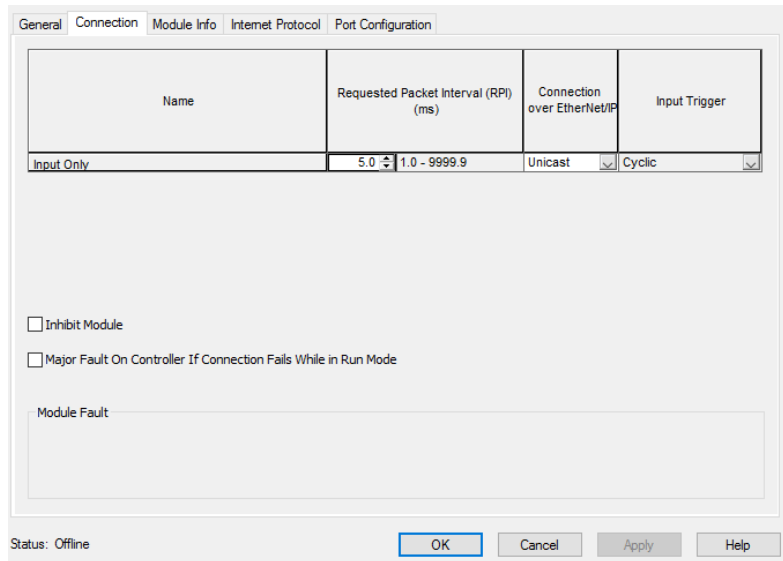 General Connection Module Info Internet Protocol Port Configuration
Name
Requested Packet Interval (RPI)
(ms)
Connection
over EtherNet/IP
Input Trigger
Input Only
5.0
1.0 - 9999.9
Unicast
Cyclic
Inhibit Module
Major Fault On Controller If Connection Fails While in Run Mode
Module Fault
Status: Offline
OK
Cancel
Apply
Help